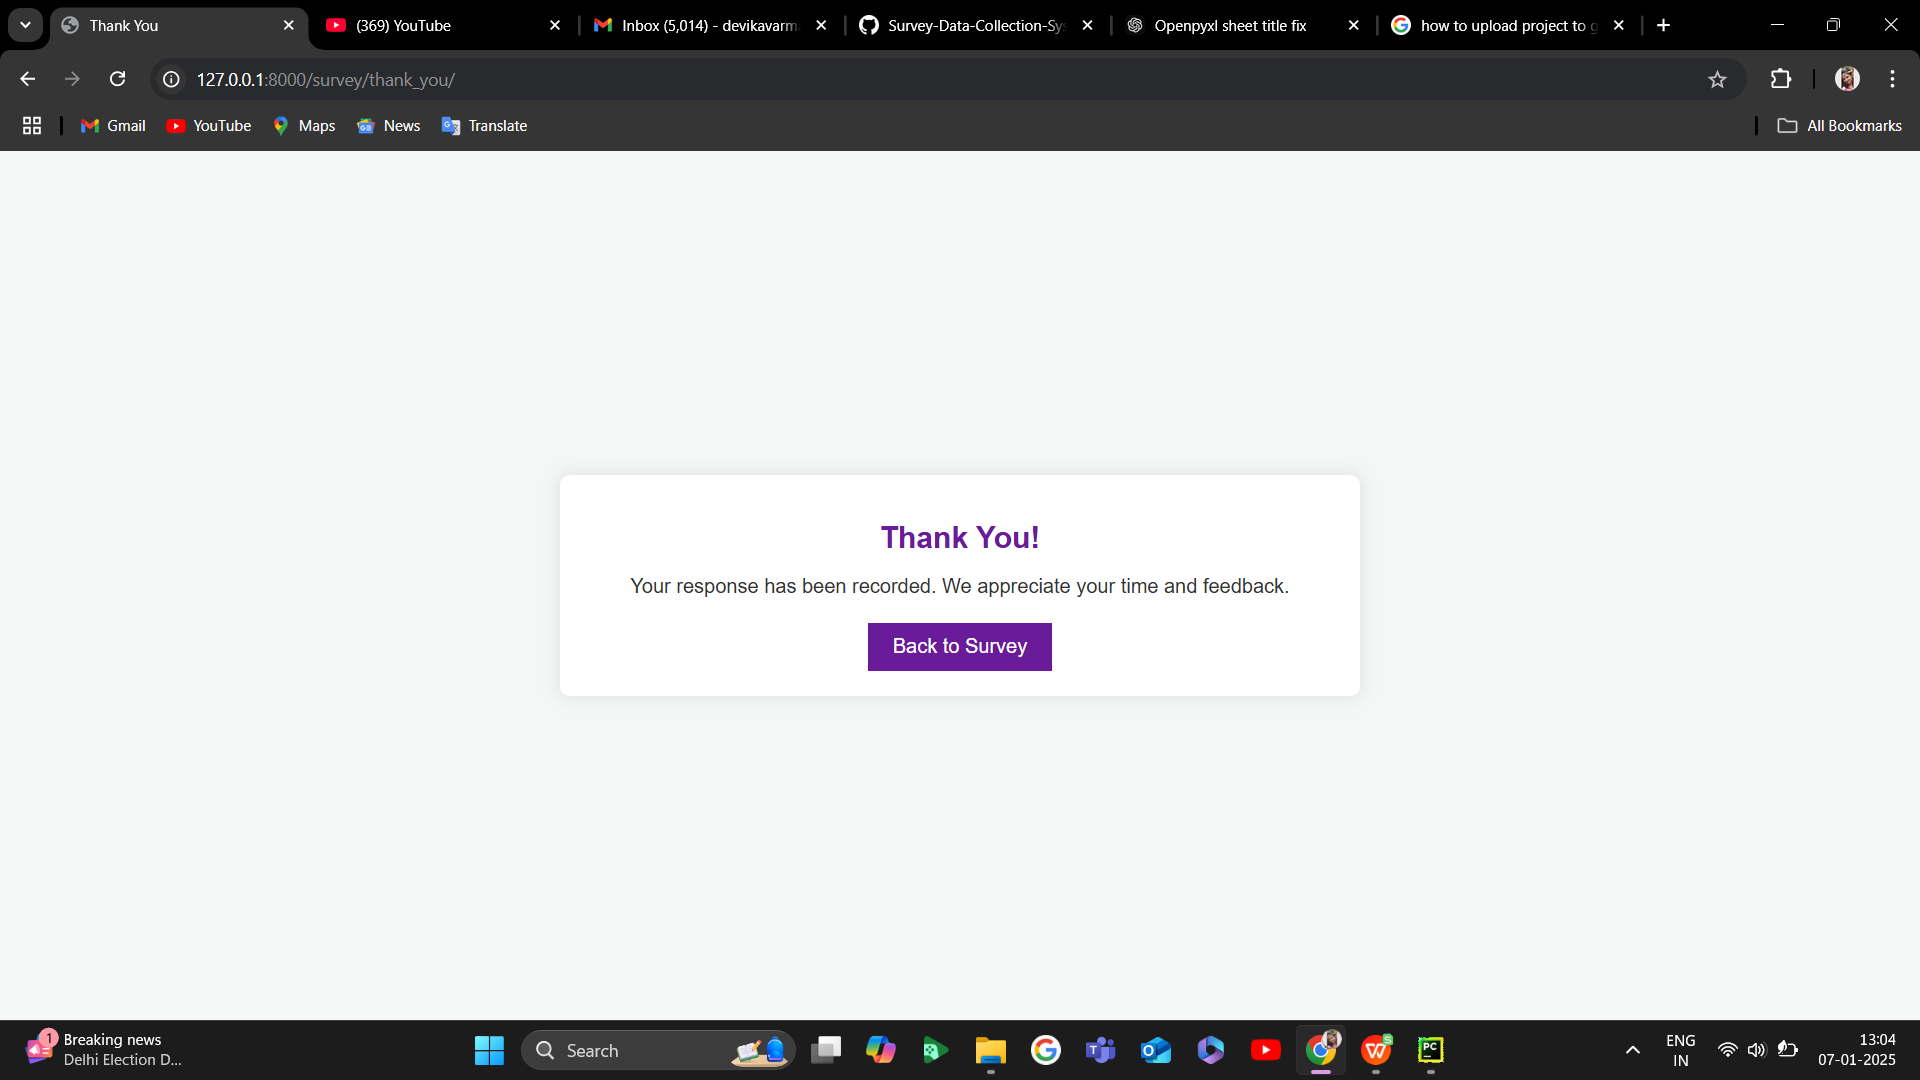 Thank You
(369) YouTube
Inbox (5,014) - devikavarm
Survey-Data-Collection-Sys
Openpyxl sheet title fix
how to upload project to g
127.0.0.1:8000/survey/thank_you/
Gmail
YouTube
Maps
News
Translate
All Bookmarks
Thank You!
Your response has been recorded. We appreciate your time and feedback.
Back to Survey
1
Breaking news
Delhi Election D...
Search
ENG
IN
13:04
07-01-2025